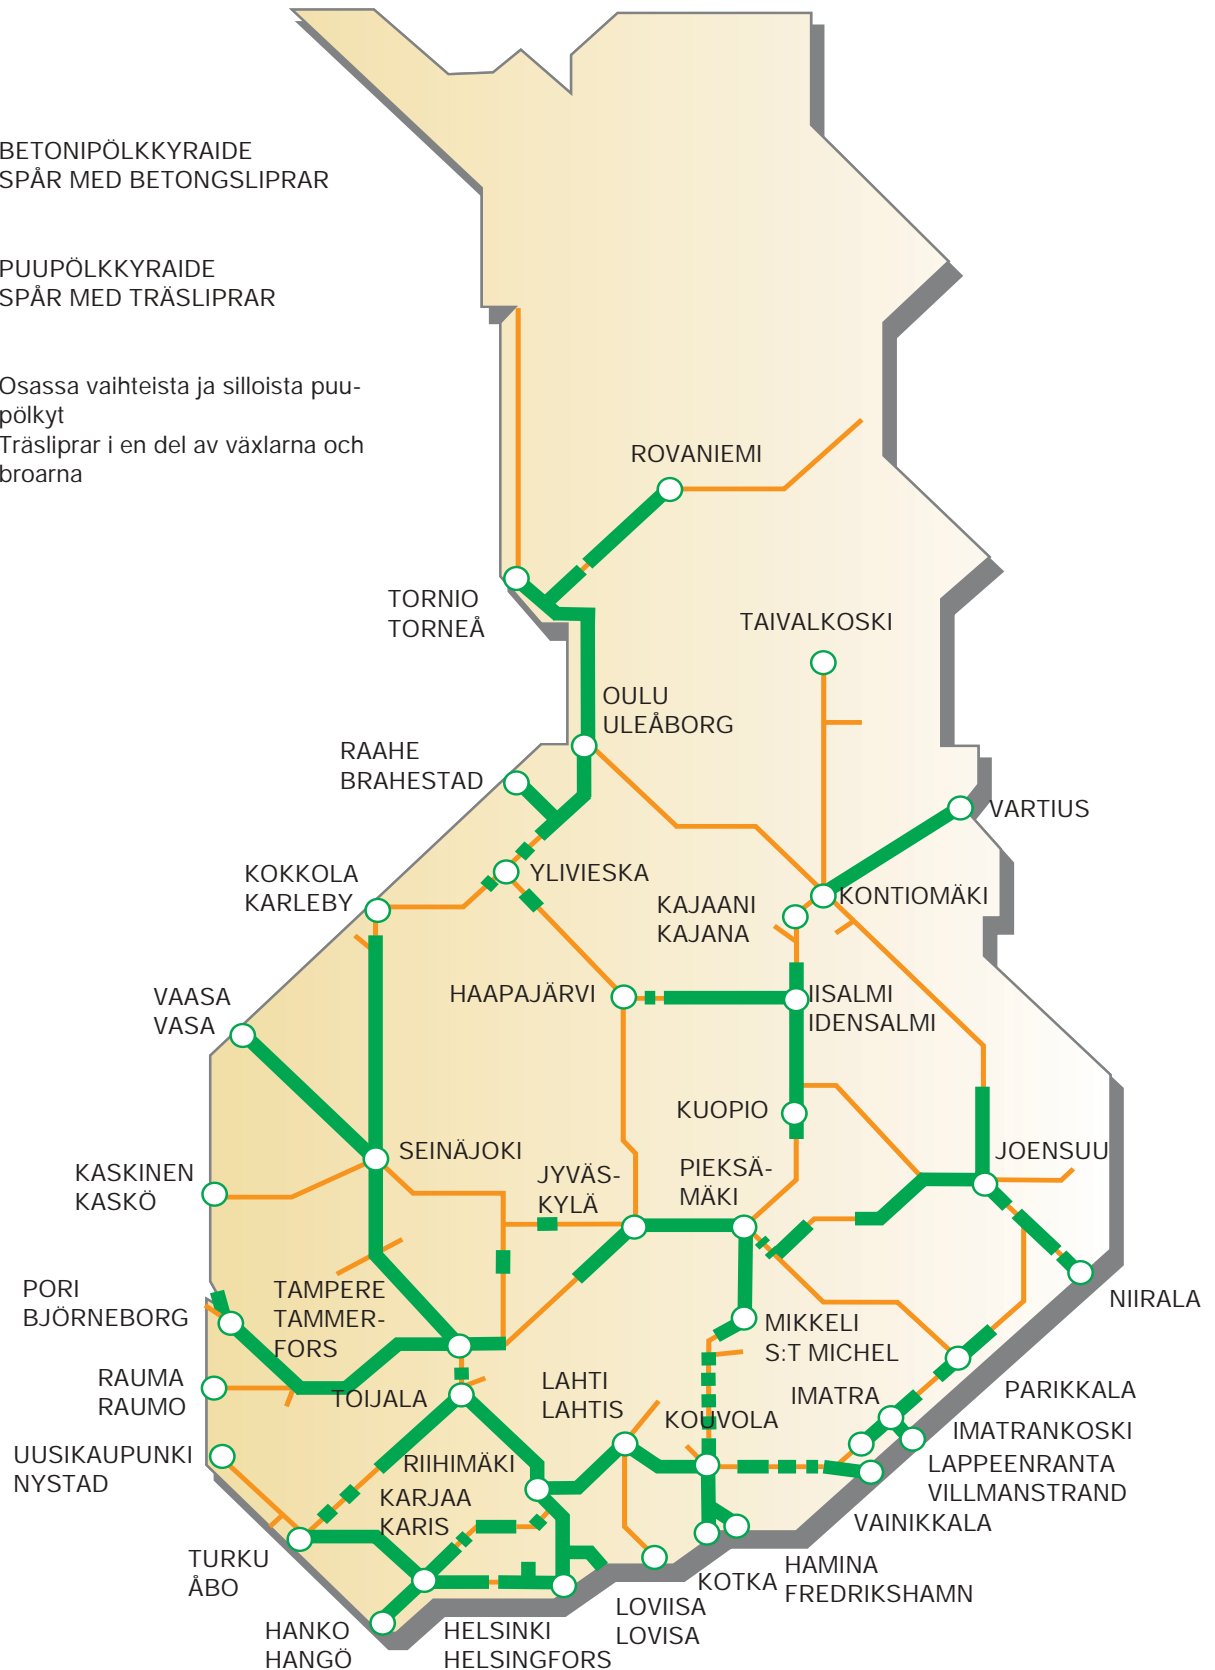 BETONIPÖLKKYRAIDE
SPÅR MED BETONGSLIPRAR
PUUPÖLKKYRAIDE
SPÅR MED TRÄSLIPRAR
Osassa vaihteista ja silloista puu-
pölkyt
Träsliprar i en del av växlarna och
broarna
ROVANIEMI
TORNIO
TORNEÅ
TAIVALKOSKI
OULU
ULEÅBORG
RAAHE
BRAHESTAD
VARTIUS
YLIVIESKA
KOKKOLA
KARLEBY
KAJAANI
KAJANA
KONTIOMÄKI
VAASA
VASA
HAAPAJÄRVI
IISALMI
IDENSALMI
KUOPIO
SEINÄJOKI
JOENSUU
KASKINEN
KASKÖ
JYVÄS-
KYLÄ
PIEKSÄ-
MÄKI
PORI
BJÖRNEBORG
TAMPERE
TAMMER-
FORS
NIIRALA
MIKKELI
S:T MICHEL
RAUMA
RAUMO
TOIJALA
LAHTI
LAHTIS
IMATRA
PARIKKALA
KOUVOLA
IMATRANKOSKI
UUSIKAUPUNKI
NYSTAD
RIIHIMÄKI
LAPPEENRANTA
VILLMANSTRAND
KARJAA
KARIS
VAINIKKALA
TURKU
ÅBO
HAMINA
FREDRIKSHAMN
KOTKA
LOVIISA
LOVISA
HANKO
HANGÖ
HELSINKI
HELSINGFORS